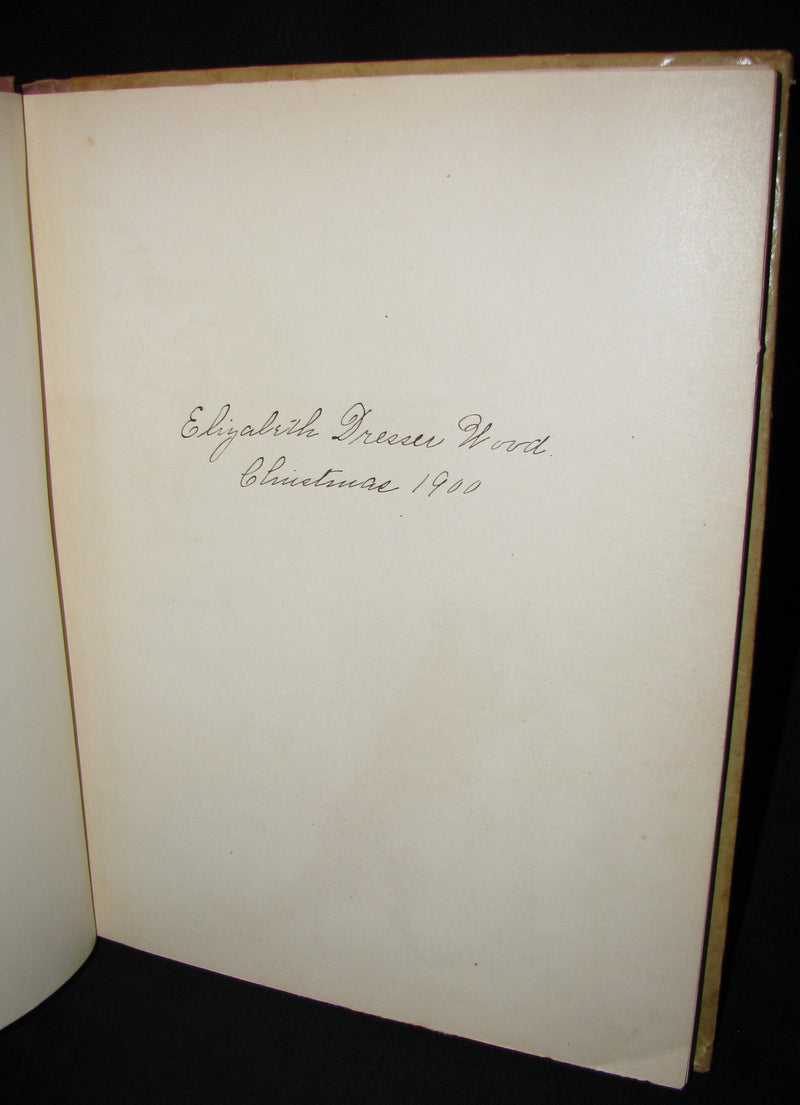 Elizabeth Dresser Wood.
Christmas 1900